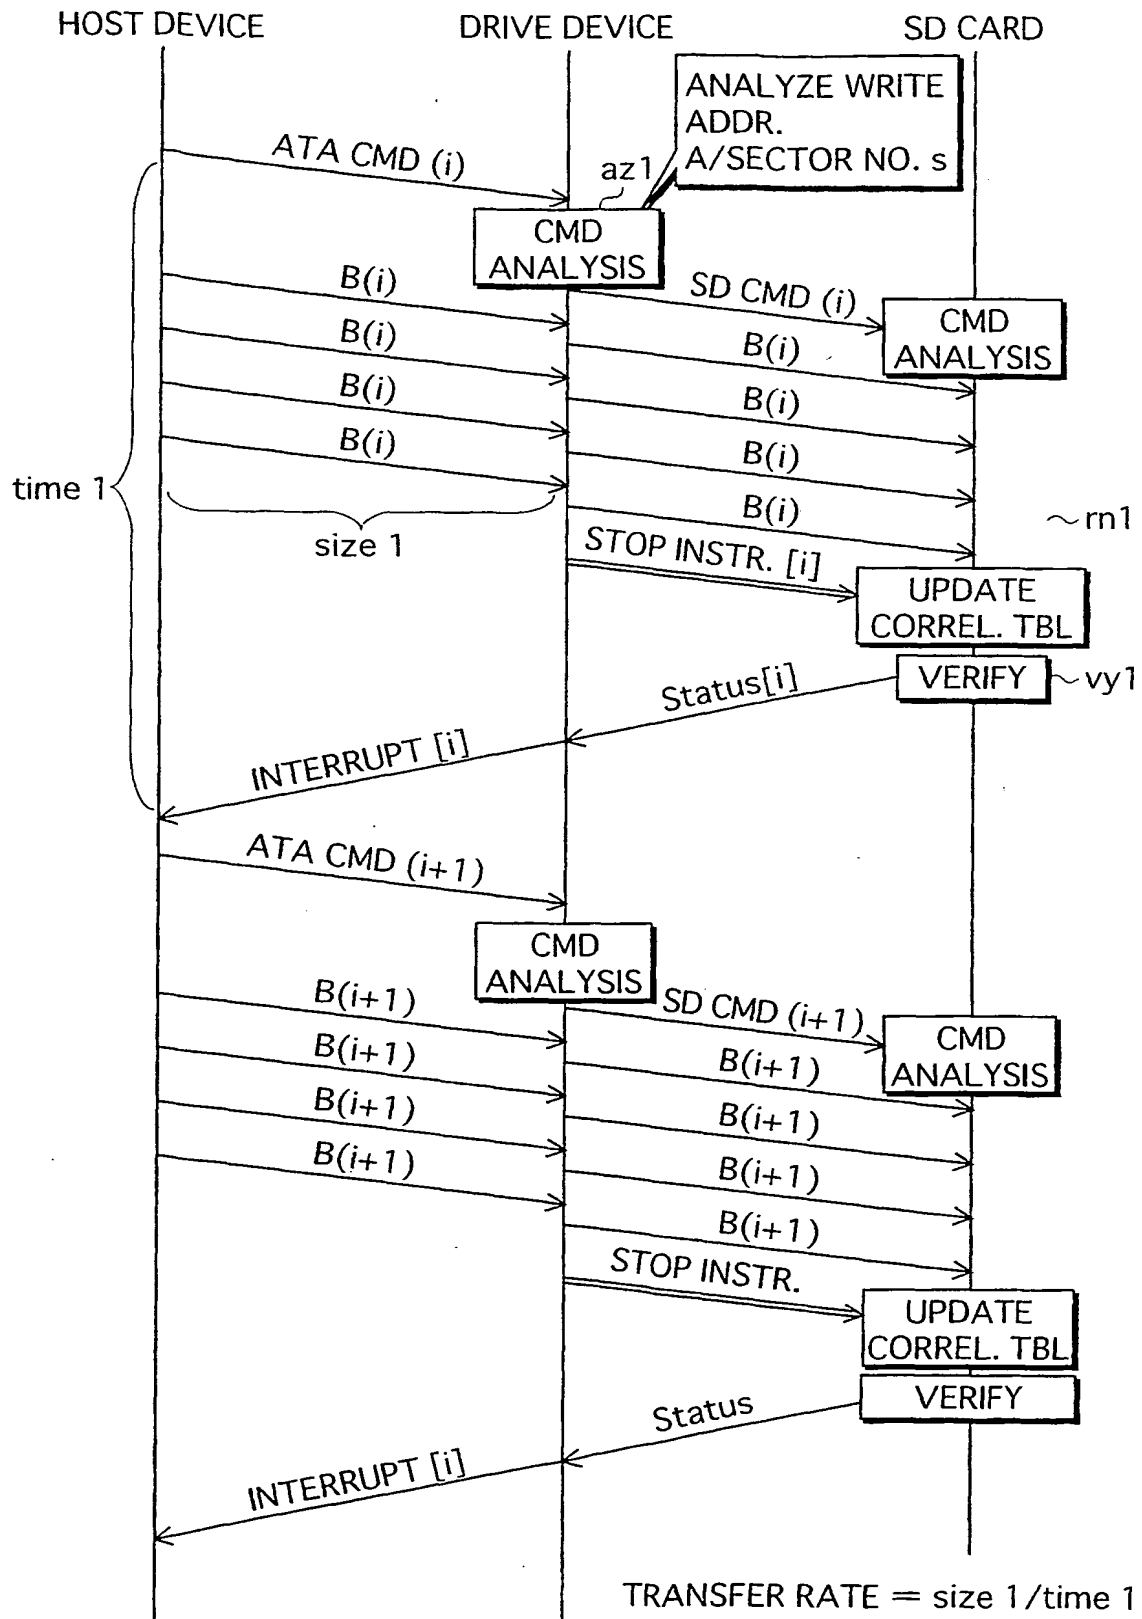 HOST DEVICE
DRIVE DEVICE
SD CARD
ANALYZE WRITE
ADDR.
A/SECTOR NO. s
ATA CMD (i)
az1
CMD
ANALYSIS
B(i)
SD CMD (i)
CMD
ANALYSIS
B(i)
B(i)
B(i)
B(i)
B(i)
B(i)
time 1
size 1
B(i)
rn1
STOP INSTR. [i]
UPDATE
CORREL. TBL
VERIFY
vy1
Status[i]
INTERRUPT [i]
ATA CMD (i+1)
CMD
ANALYSIS
B(i+1)
SD CMD (i+1)
CMD
ANALYSIS
B(i+1)
B(i+1)
B(i+1)
B(i+1)
B(i+1)
B(i+1)
B(i+1)
STOP INSTR.
UPDATE
CORREL. TBL
VERIFY
Status
INTERRUPT [i]
TRANSFER RATE = size 1/time 1